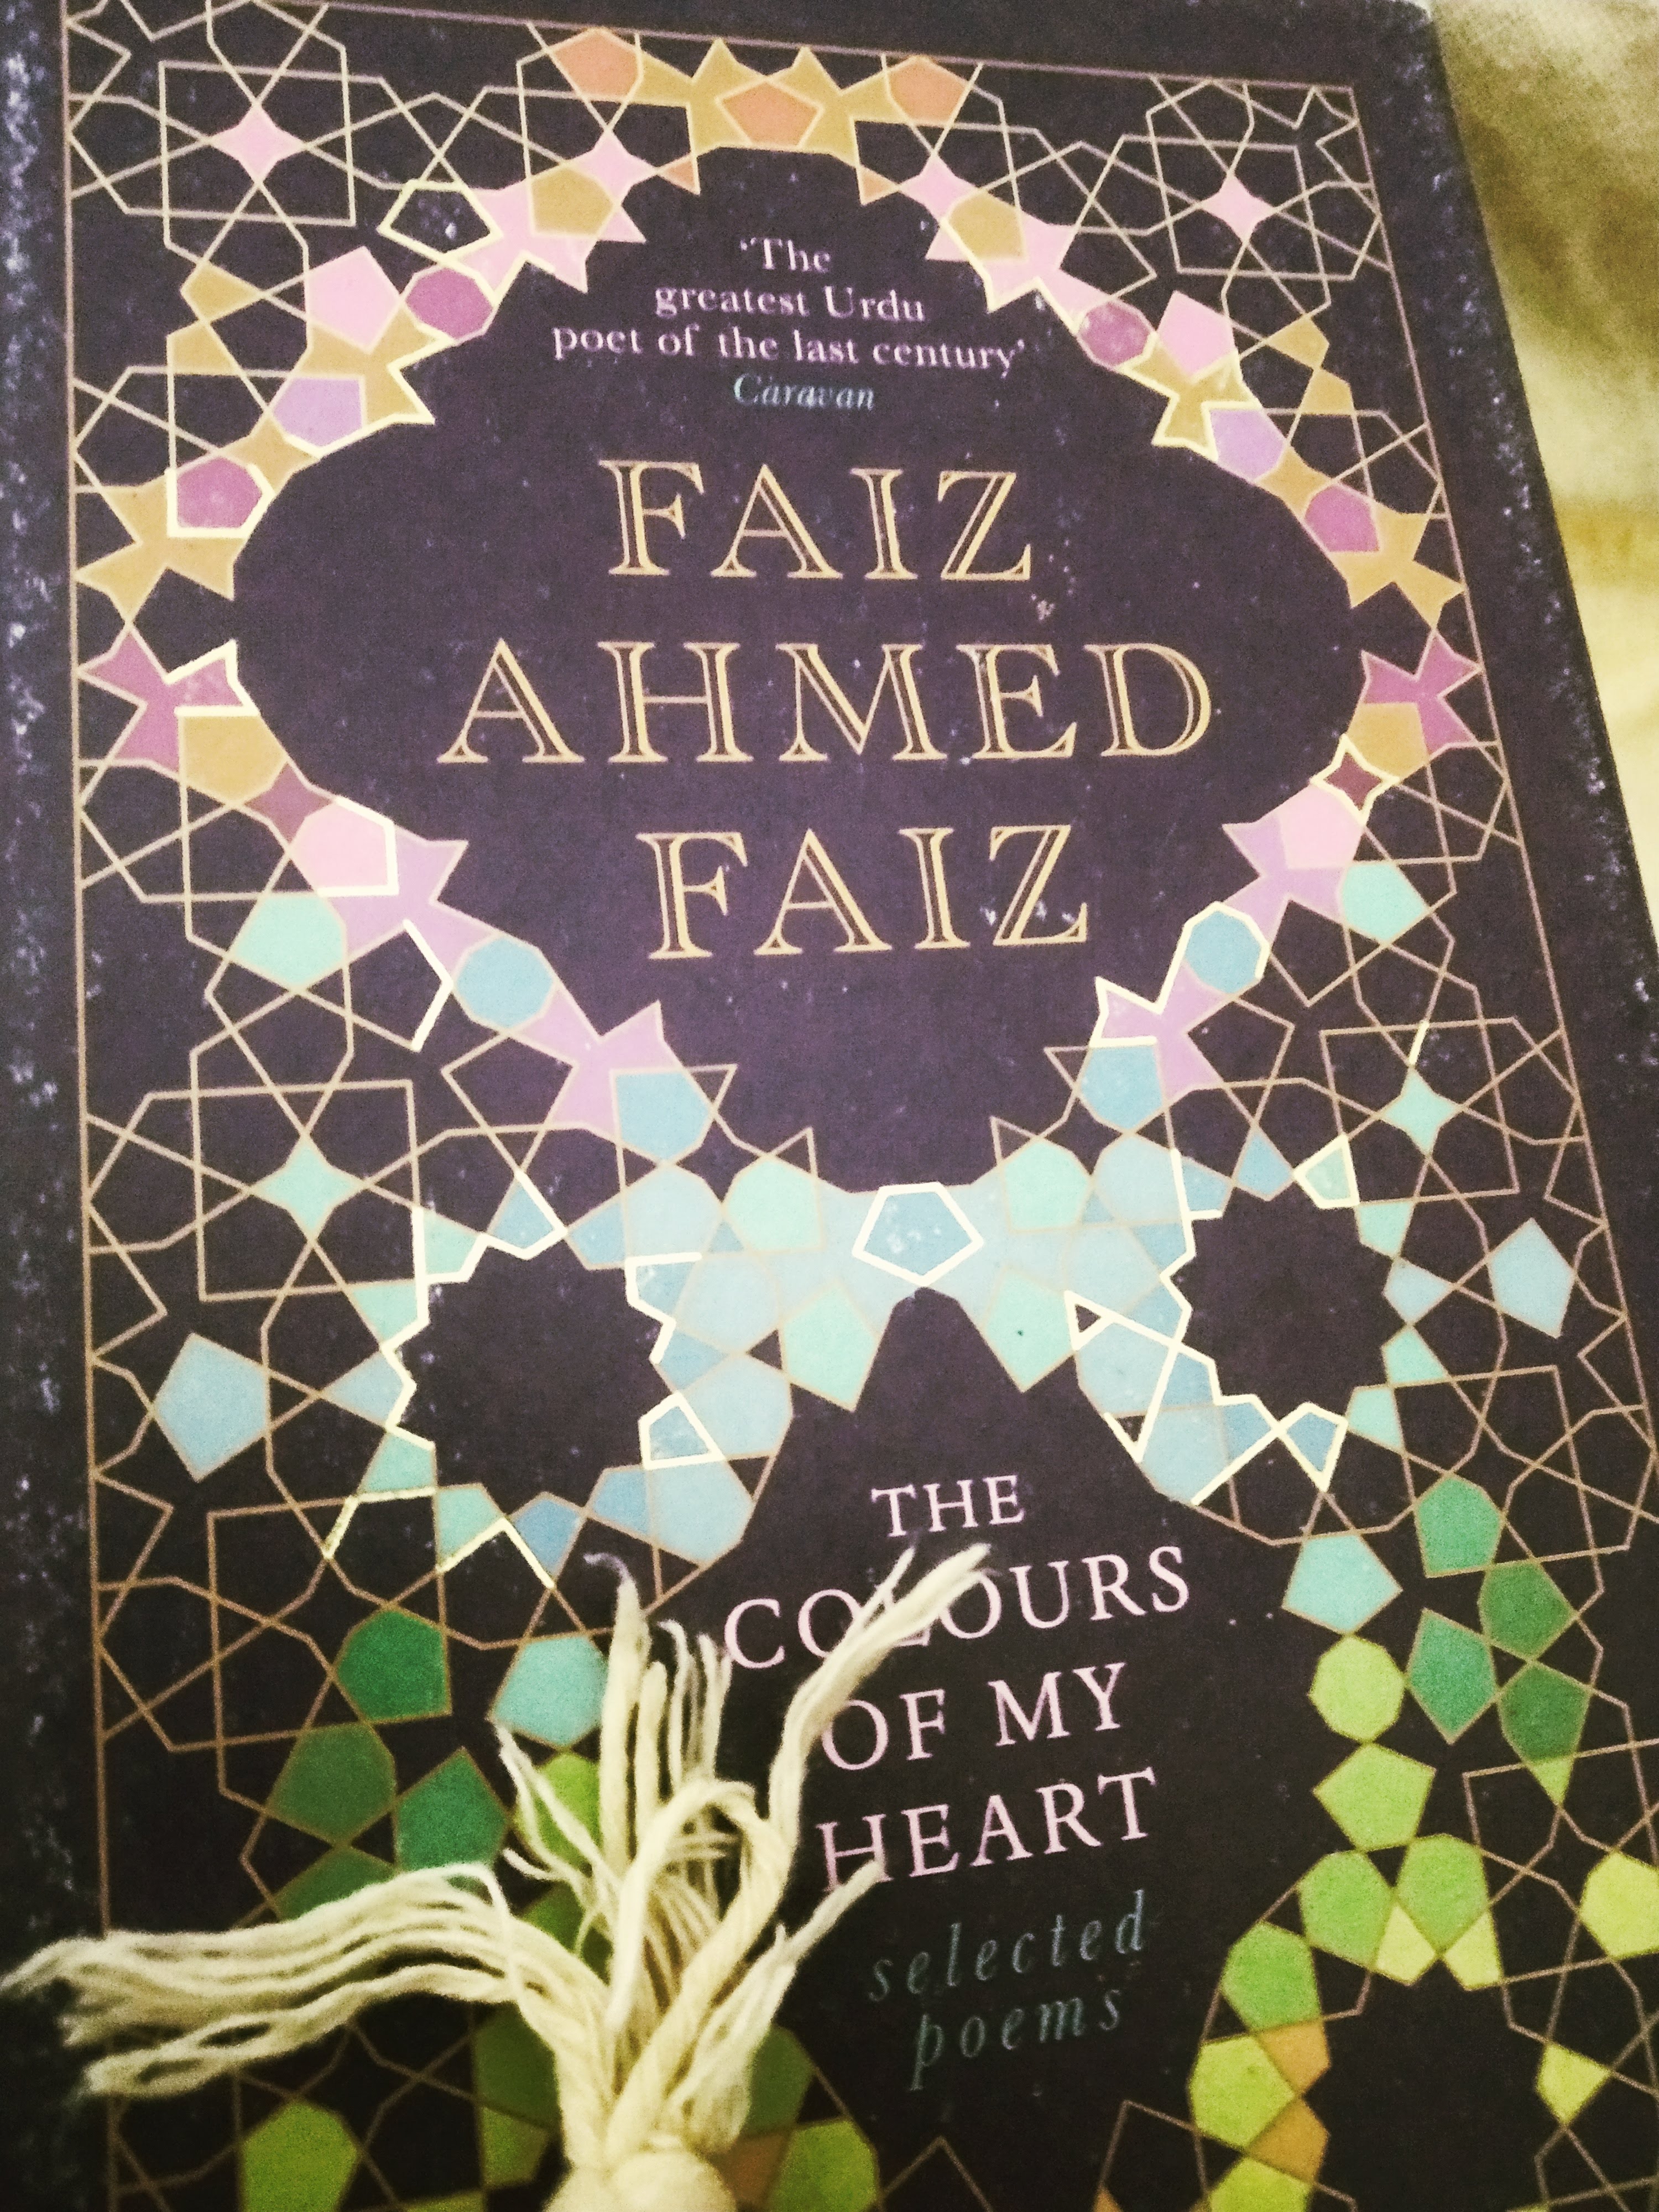 ‘The
greatest Urdu
poet of the last century’
Caravan
FAIZ
AHMED
FAIZ
THE
COLOURS
OF MY
HEART
selected
poems